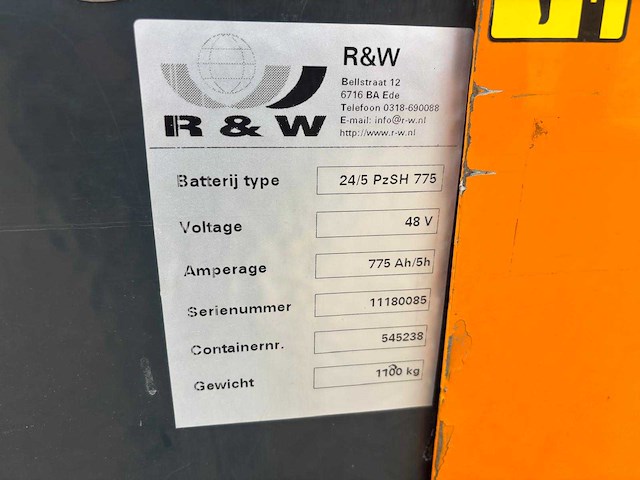 R & W
R&W
Bellstraat 12
6716 BA Ede
Telefoon 0318-690088
E-mail: info@r-w.nl
http://www.r-w.nl
Batterij type 24/5 PzSH 775
Voltage 48 V
Amperage 775 Ah/5h
Serienummer 11180085
Containernr. 545238
Gewicht 1100 kg